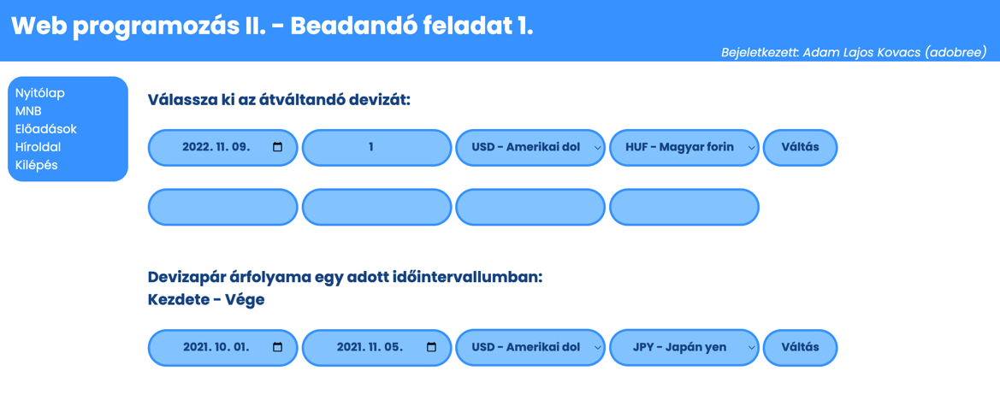 Web programozás II. - Beadandó feladat 1.
Bejeletkezett: Adam Lajos Kovacs (adobree)
Nyitólap
MNB
Előadások
Híroldal
Kilépés
Válassza ki az átváltandó devizát:
2022. 11. 09. 1 USD - Amerikai dol HUF - Magyar forin Váltás
Devizapár árfolyama egy adott időintervallumban:
Kezdete - Vége
2021. 10. 01. 2021. 11. 05. USD - Amerikai dol JPY - Japán yen Váltás